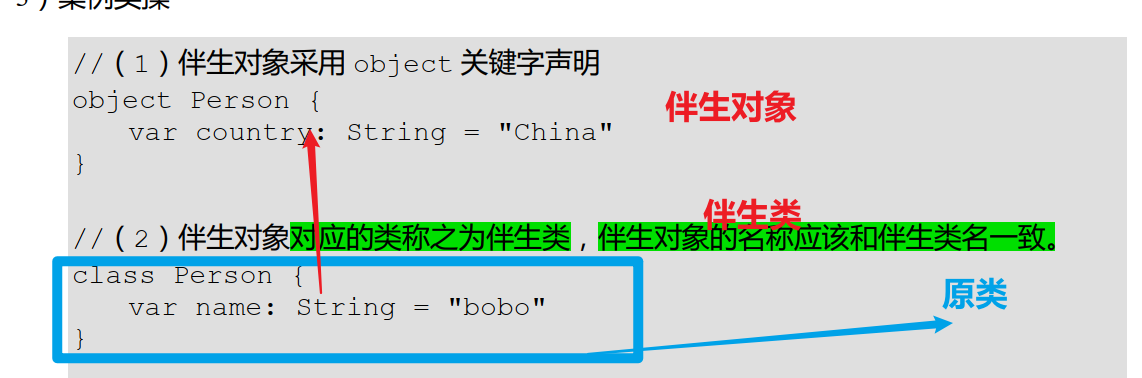 3）案例实操
//（1）伴生对象采用 object 关键字声明
object Person {
伴生对象
var country: String = "China"
}
伴生类
//（2）伴生对象对应的类称之为伴生类，伴生对象的名称应该和伴生类名一致。
class Person {
原类
var name: String = "bobo"
}